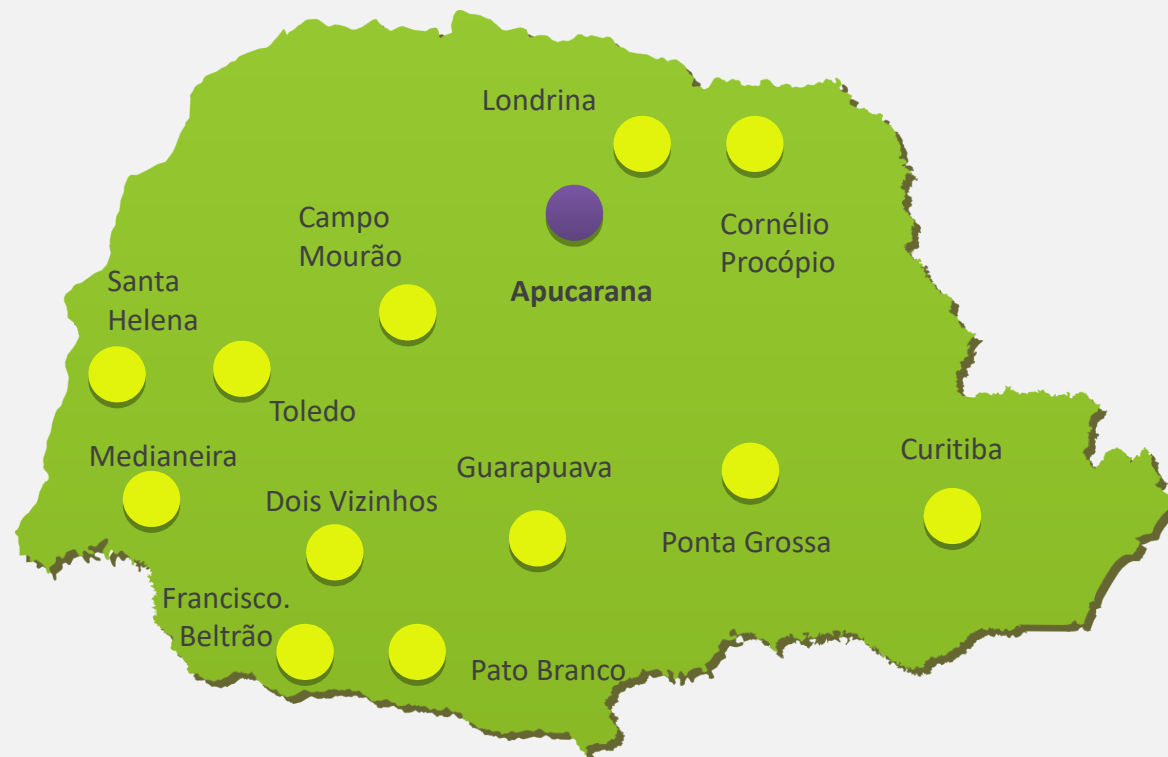 Londrina
Campo
Mourão
Cornélio
Procópio
Santa
Helena
Apucarana
Toledo
Medianeira
Guarapuava
Curitiba
Dois Vizinhos
Ponta Grossa
Francisco.
Beltrão
Pato Branco